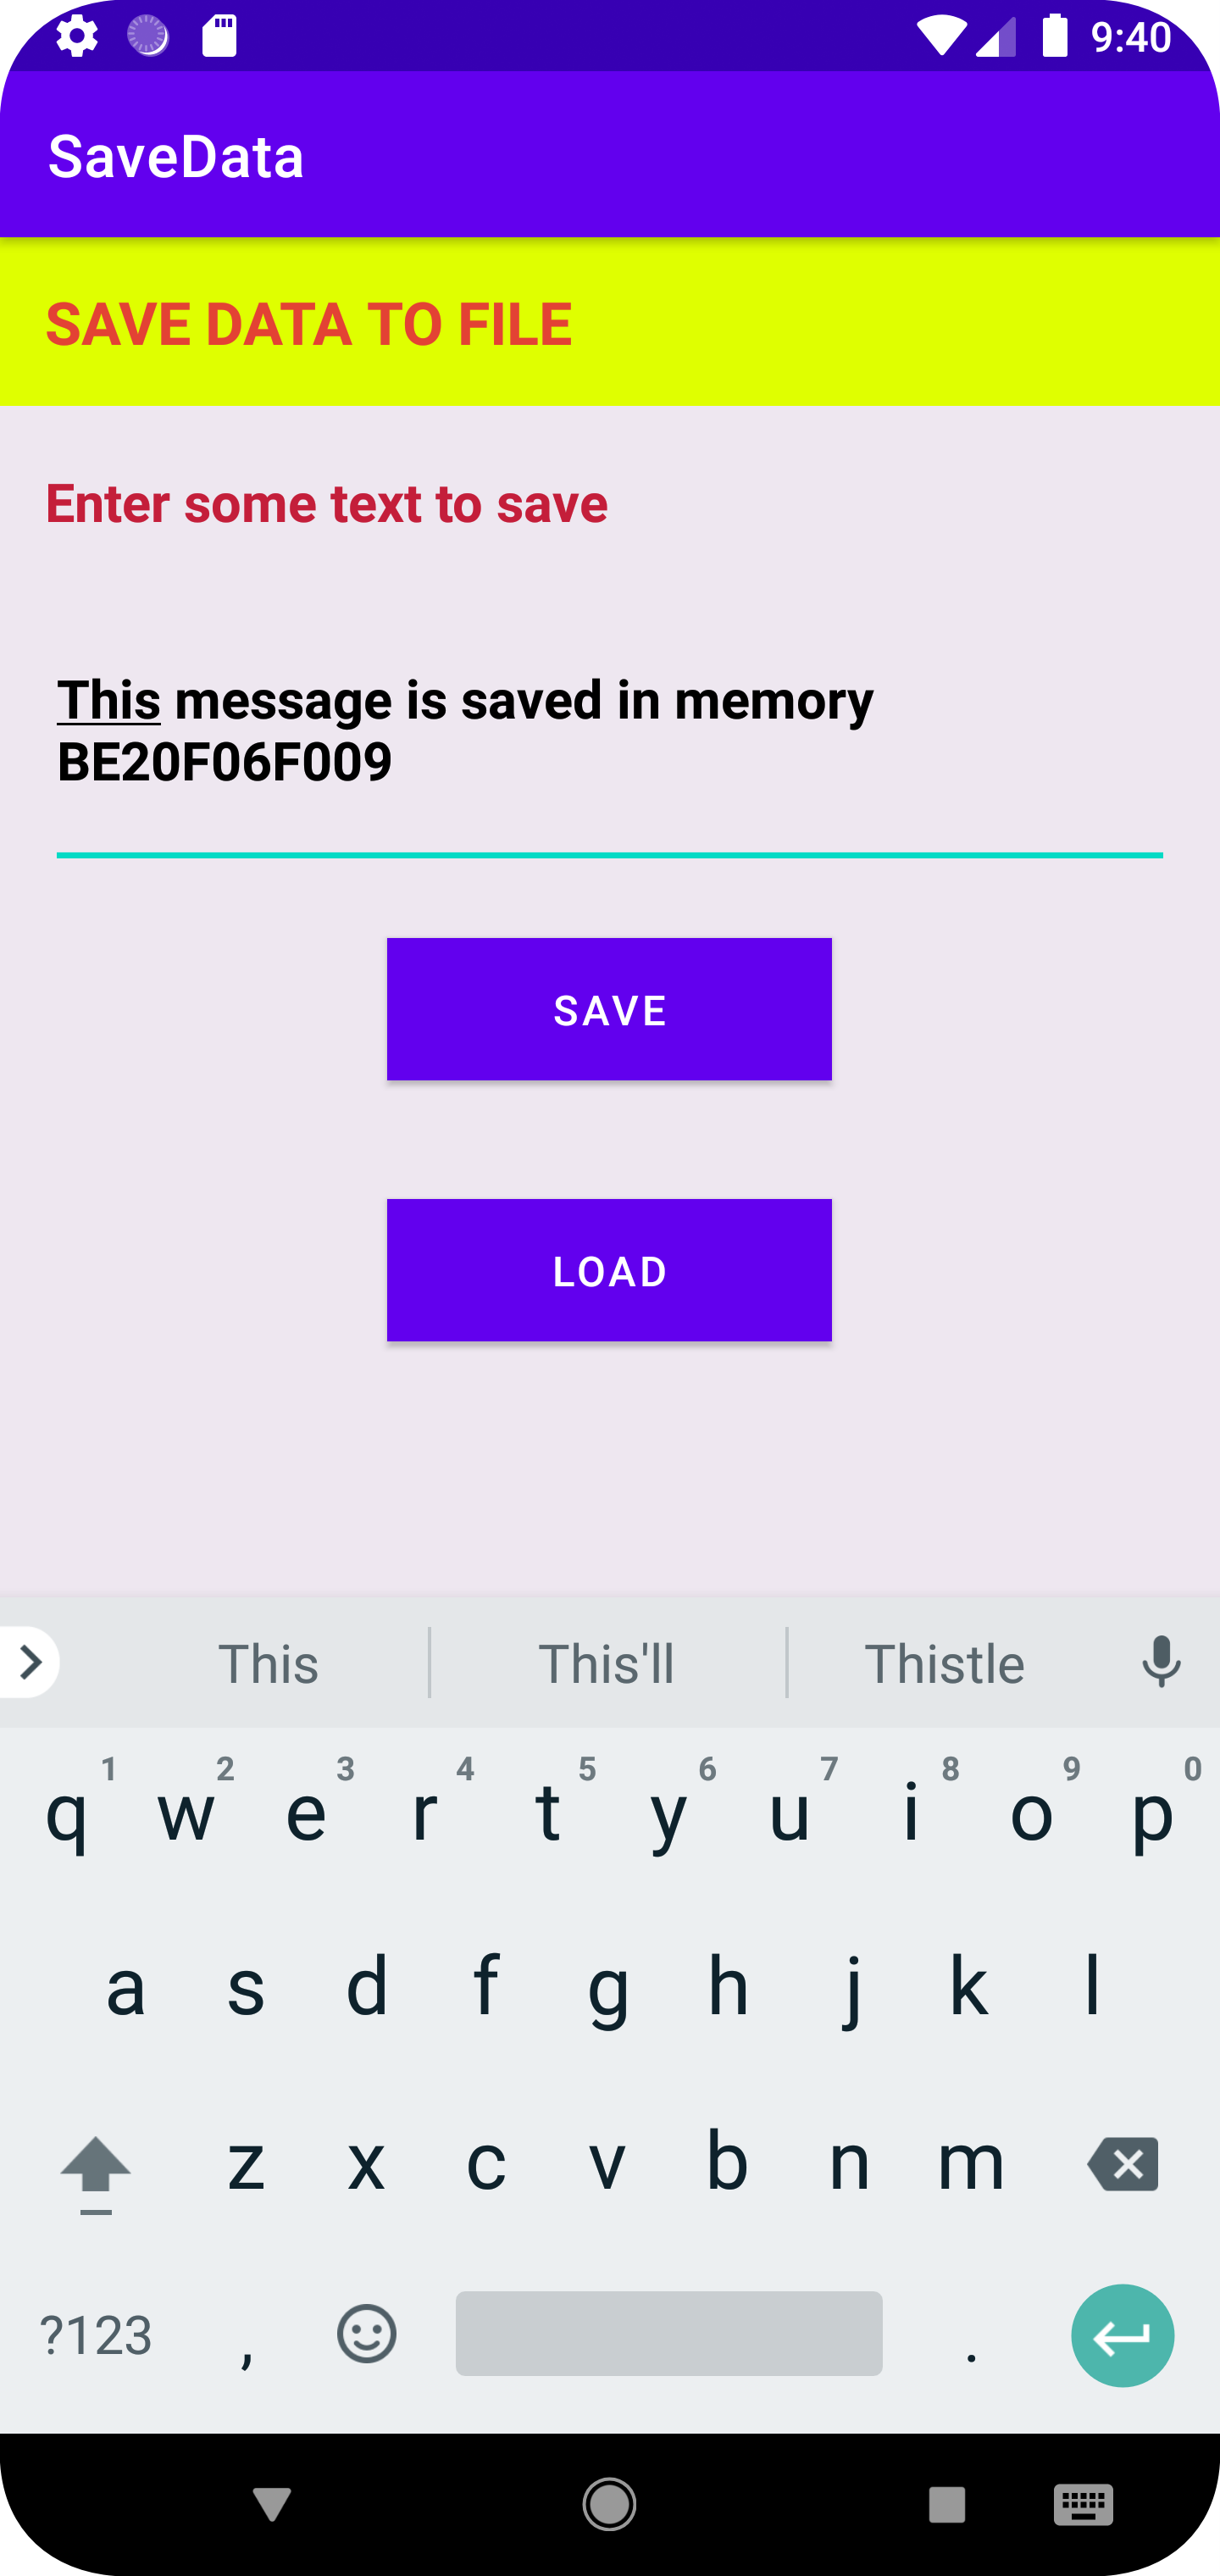 9:40
SaveData
SAVE DATA TO FILE
Enter some text to save
This message is saved in memory
BE20F06F009
SAVE
LOAD
This This'll Thistle
1 2 3 4 5 6 7 8 9 0
q w e r t y u i o p
a s d f g h j k l
z x c v b n m
?123 , .